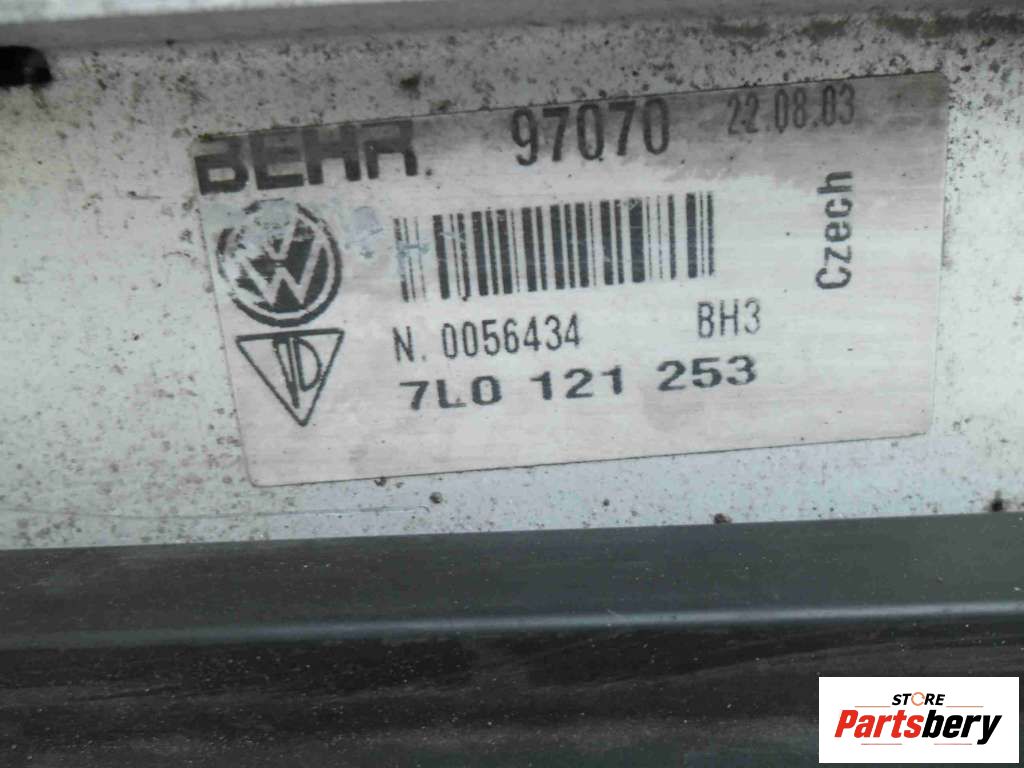 BEHR 97070 22.08.03
Czech
N. 0056434 BH3
7L0 121 253
STORE
Partsbery